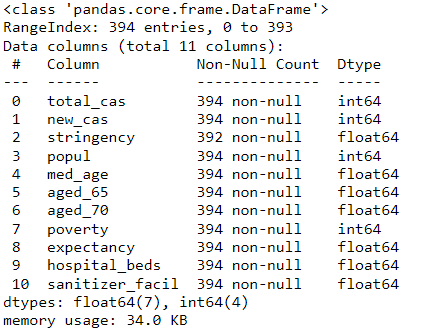 <class 'pandas.core.frame.DataFrame'>
RangeIndex: 394 entries, 0 to 393
Data columns (total 11 columns):
 #   Column           Non-Null Count  Dtype
---  ------           --------------  -----
 0   total_cas        394 non-null    int64
 1   new_cas          394 non-null    int64
 2   stringency       392 non-null    float64
 3   popul            394 non-null    int64
 4   med_age          394 non-null    float64
 5   aged_65          394 non-null    float64
 6   aged_70          394 non-null    float64
 7   poverty          394 non-null    int64
 8   expectancy       394 non-null    float64
 9   hospital_beds    394 non-null    float64
 10  sanitizer_facil  394 non-null    float64
dtypes: float64(7), int64(4)
memory usage: 34.0 KB